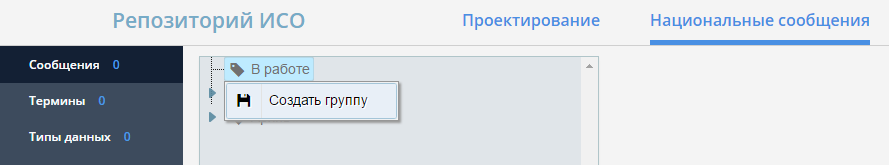 Репозиторий ИСО Проектирование Национальные сообщения
Сообщения 0
В работе
Термины 0
Создать группу
Типы данных 0